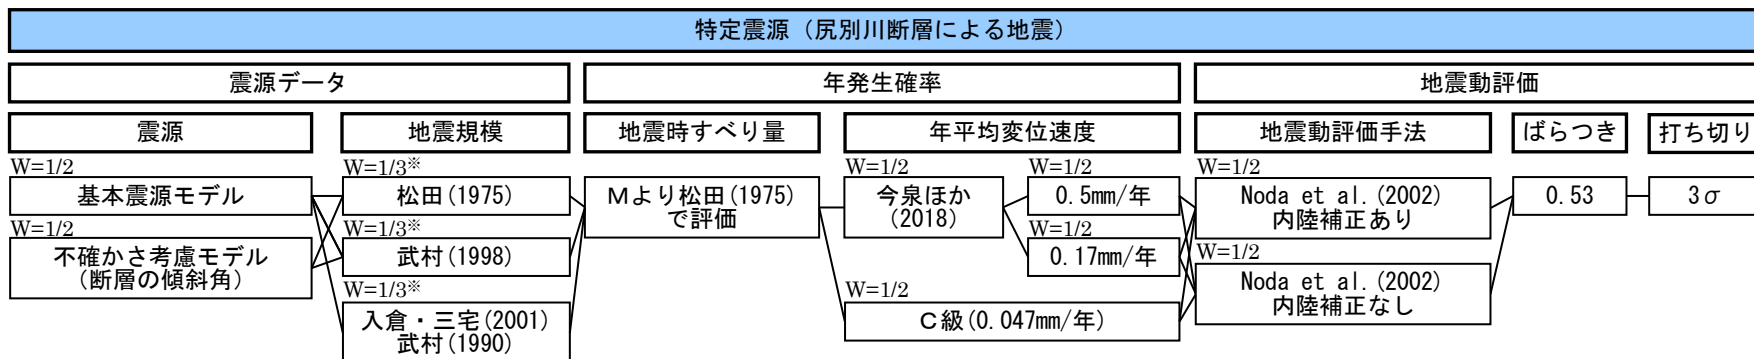 特定震源（尻別川断層による地震）
震源データ
年発生確率
地震動評価
震源
地震規模
地震時すべり量
年平均変位速度
地震動評価手法
ばらつき
打ち切り
W=1/2
基本震源モデル
W=1/2
不確かさ考慮モデル
（断層の傾斜角）
W=1/3※
松田(1975)
W=1/3※
武村(1998)
W=1/3※
入倉・三宅(2001)
武村(1990)
Ｍより松田(1975)
で評価
W=1/2
今泉ほか
(2018)
W=1/2
0.5mm/年
W=1/2
0.17mm/年
W=1/2
Ｃ級(0.047mm/年)
W=1/2
Noda et al.(2002)
内陸補正あり
W=1/2
Noda et al.(2002)
内陸補正なし
0.53
3σ